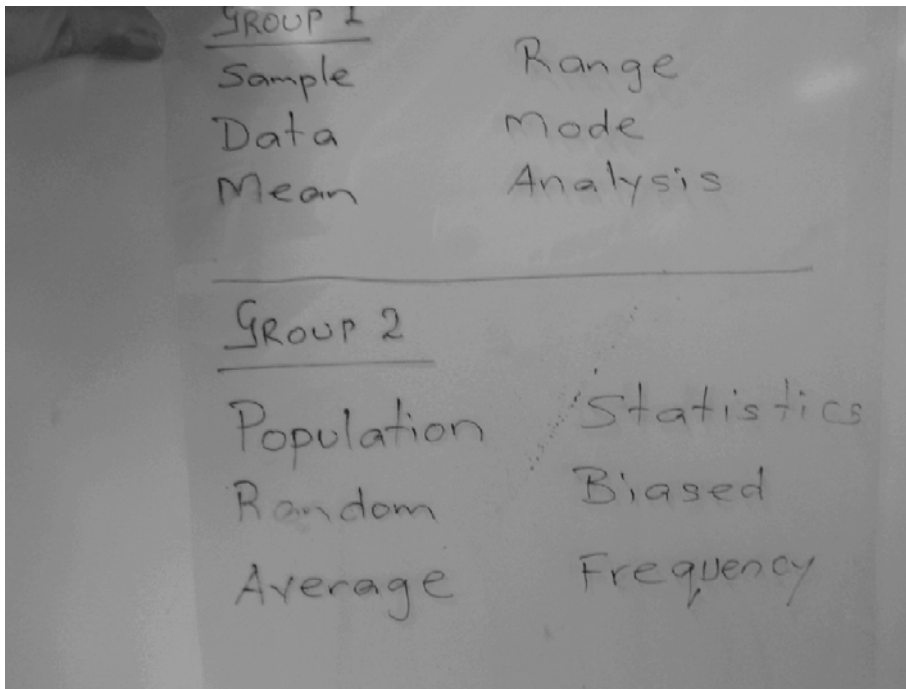 GROUP 1
Sample Range
Data Mode
Mean Analysis
GROUP 2
Population Statistics
Random Biased
Average Frequency